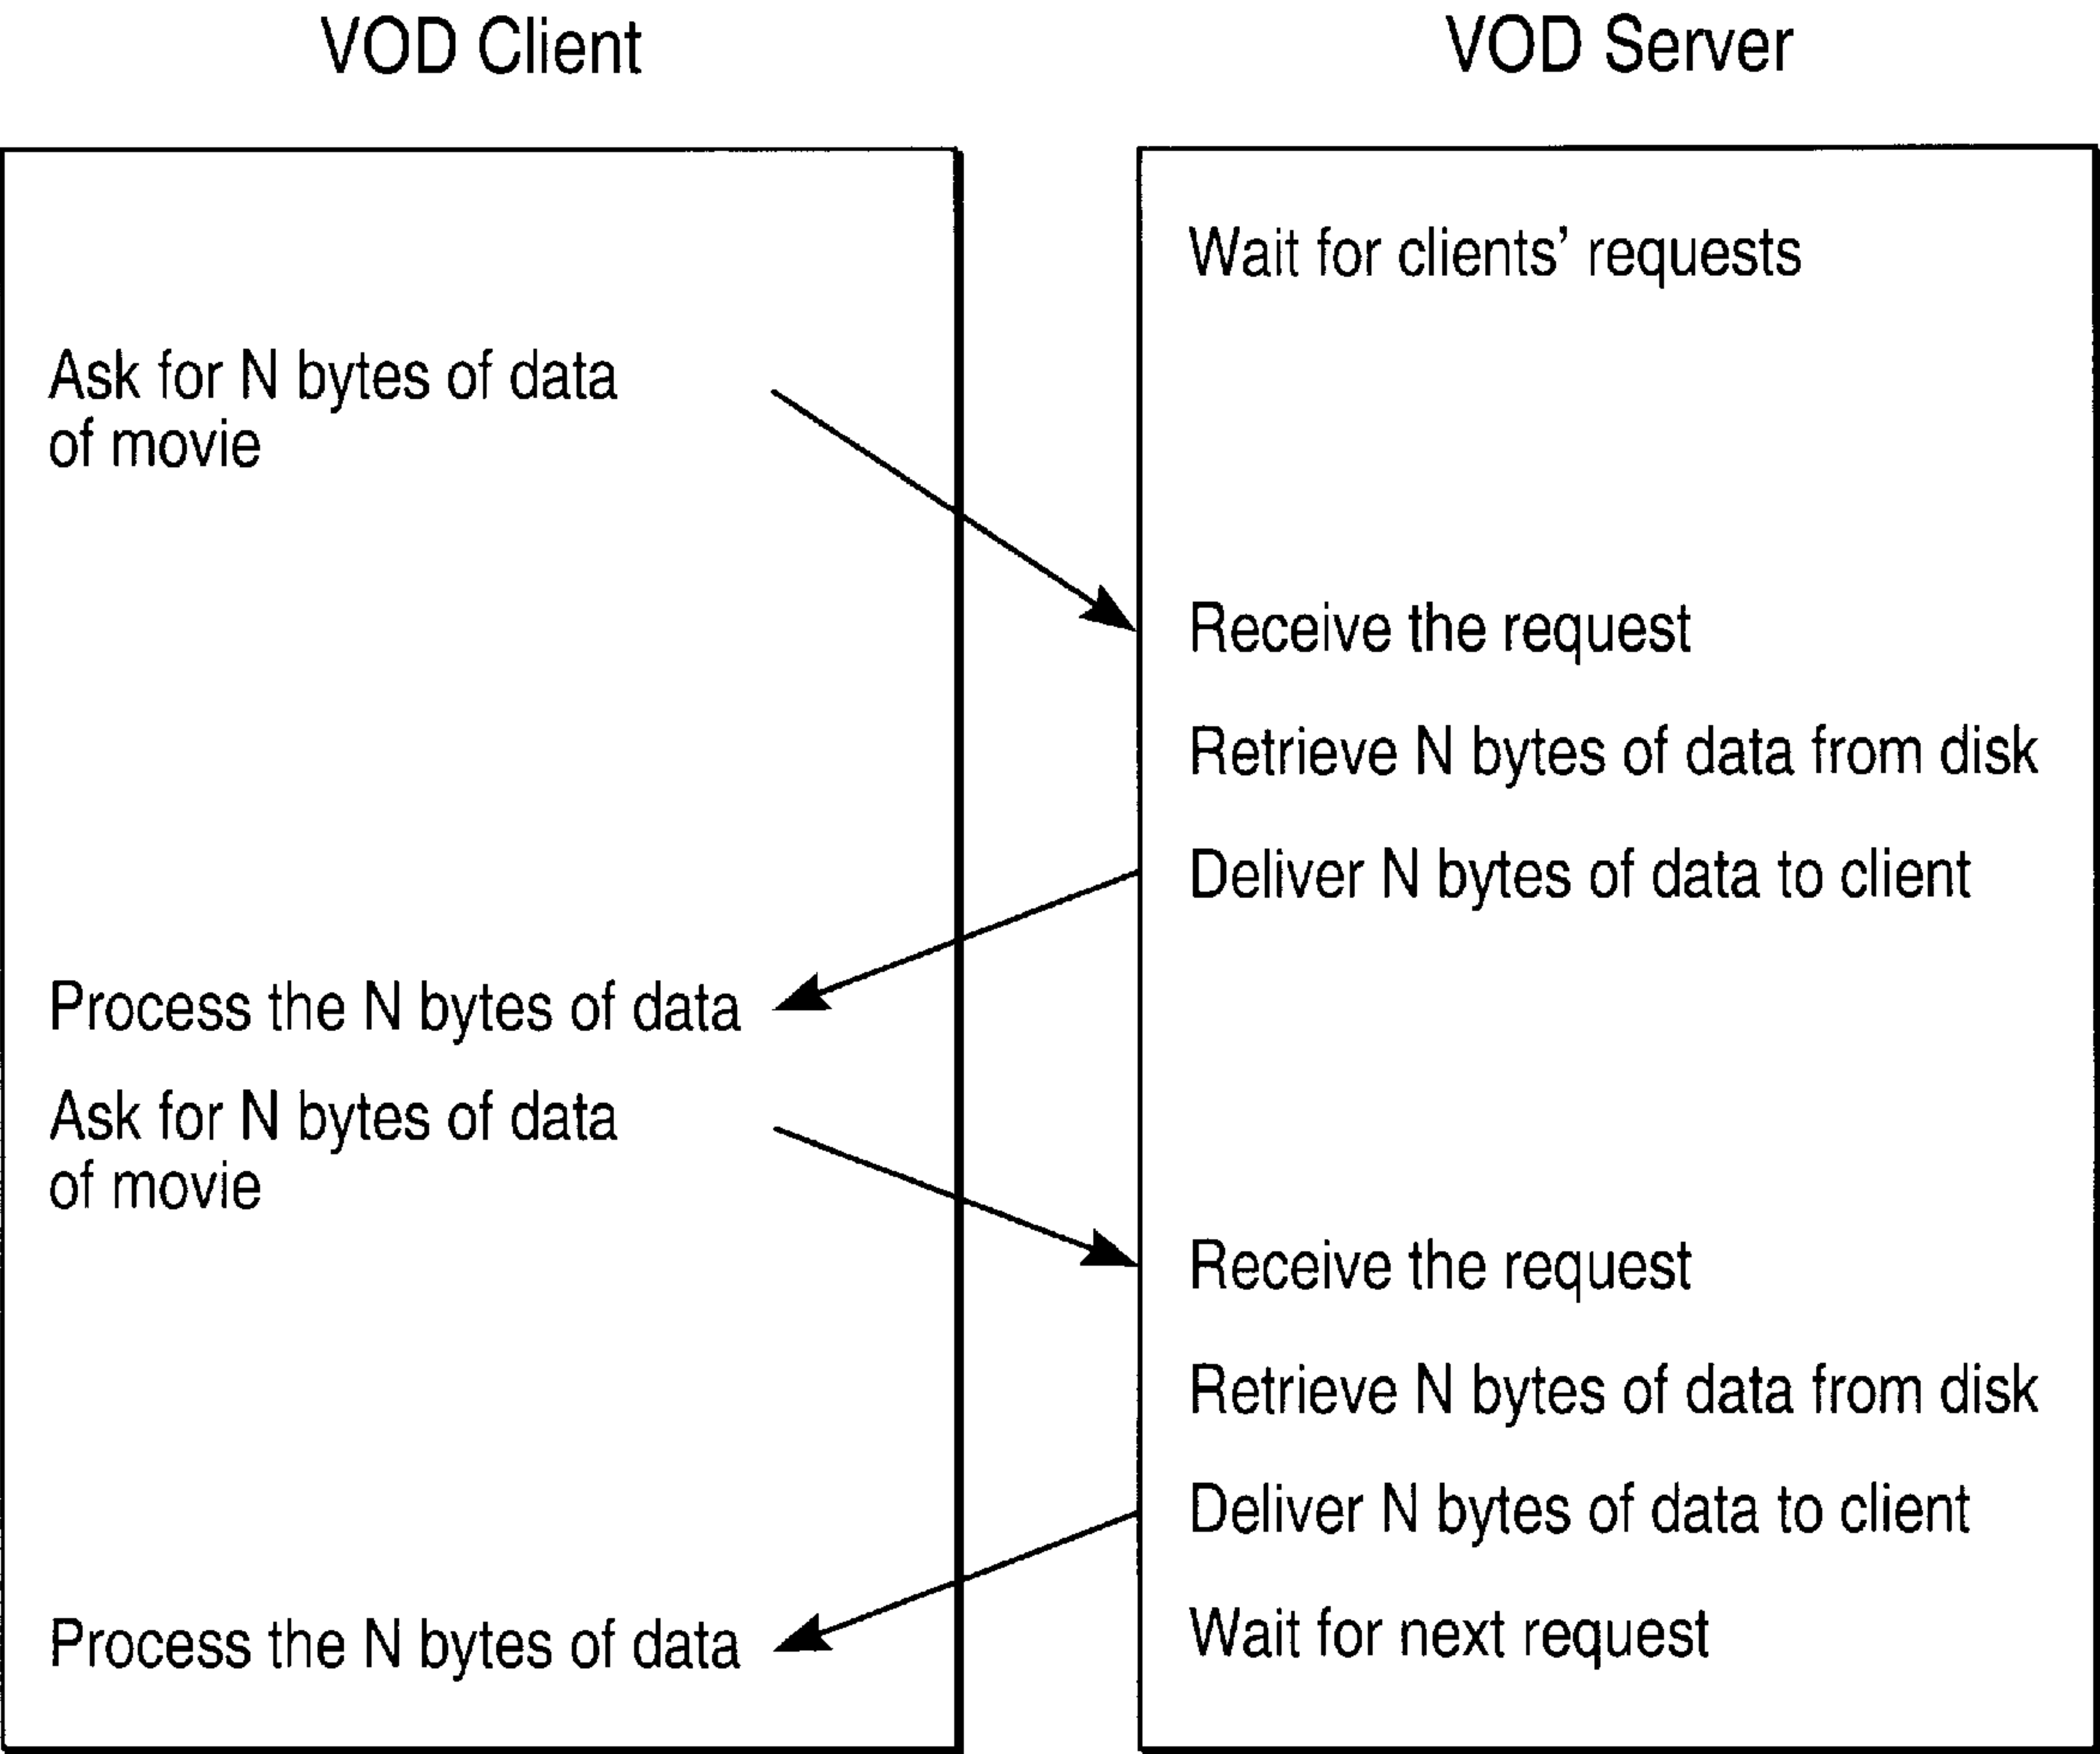 VOD Client
VOD Server
Wait for clients' requests
Ask for N bytes of data
of movie
Receive the request
Retrieve N bytes of data from disk
Deliver N bytes of data to client
Process the N bytes of data
Ask for N bytes of data
of movie
Receive the request
Retrieve N bytes of data from disk
Deliver N bytes of data to client
Process the N bytes of data
Wait for next request